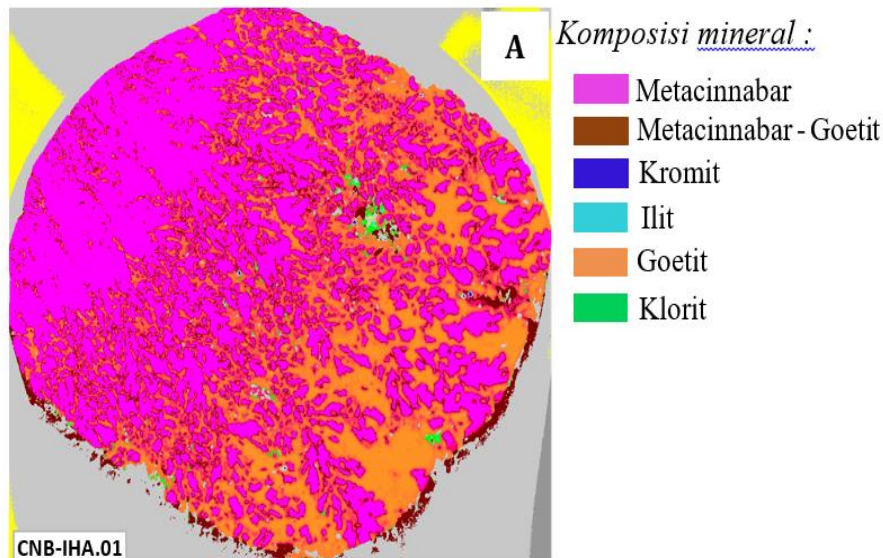 A
Komposisi mineral :
Metacinnabar
Metacinnabar - Goetit
Kromit
Ilit
Goetit
Klorit
CNB-IHA.01